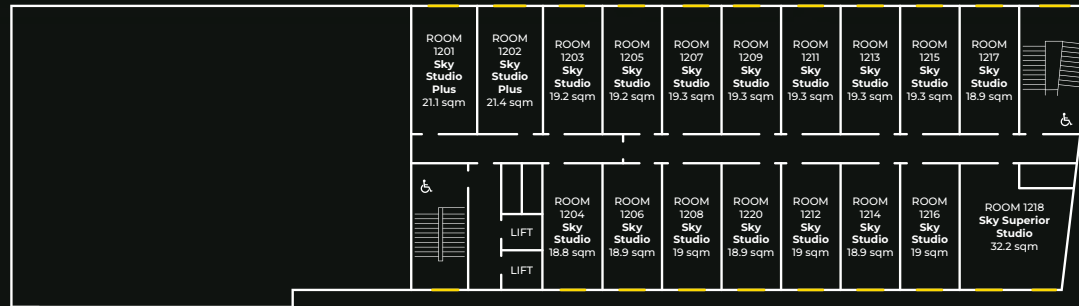 ROOM
1201
Sky
Studio
Plus
21.1 sqm
ROOM
1202
Sky
Studio
Plus
21.4 sqm
ROOM
1203
Sky
Studio
19.2 sqm
ROOM
1205
Sky
Studio
19.2 sqm
ROOM
1207
Sky
Studio
19.3 sqm
ROOM
1209
Sky
Studio
19.3 sqm
ROOM
1211
Sky
Studio
19.3 sqm
ROOM
1213
Sky
Studio
19.3 sqm
ROOM
1215
Sky
Studio
19.3 sqm
ROOM
1217
Sky
Studio
18.9 sqm
LIFT
LIFT
ROOM
1204
Sky
Studio
18.8 sqm
ROOM
1206
Sky
Studio
18.9 sqm
ROOM
1208
Sky
Studio
19 sqm
ROOM
1220
Sky
Studio
18.9 sqm
ROOM
1212
Sky
Studio
19 sqm
ROOM
1214
Sky
Studio
18.9 sqm
ROOM
1216
Sky
Studio
19 sqm
ROOM 1218
Sky Superior
Studio
32.2 sqm